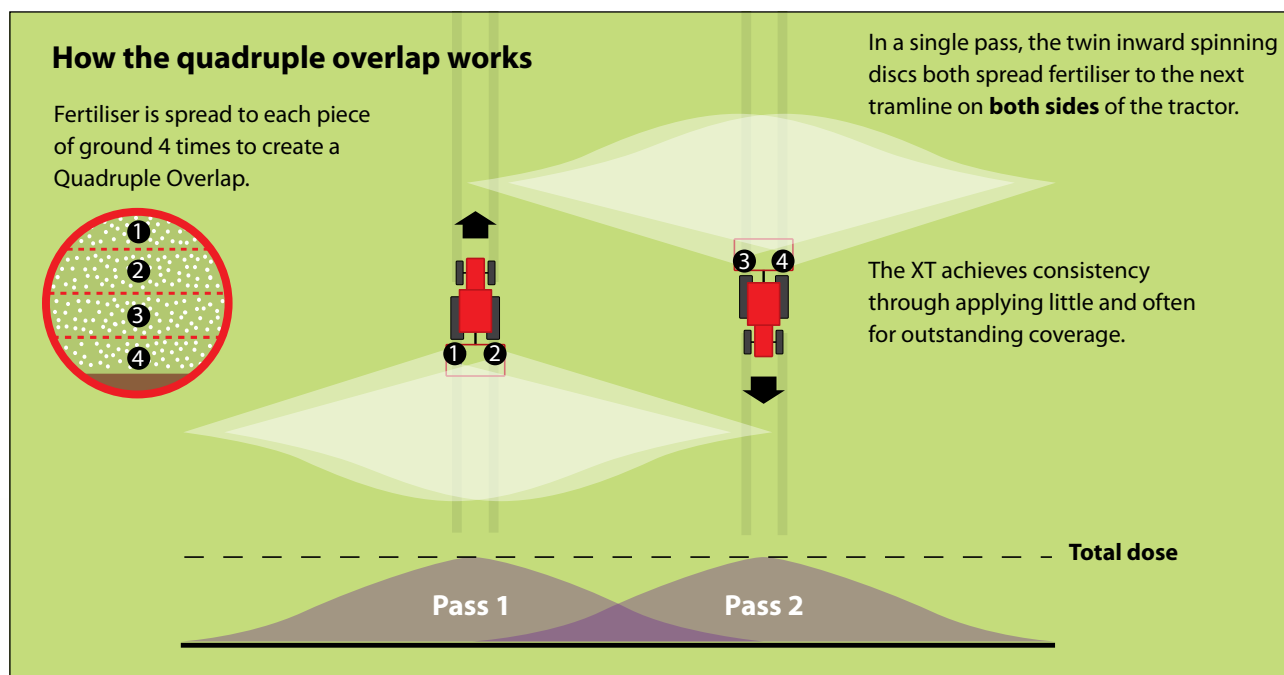 How the quadruple overlap works
Fertiliser is spread to each piece
of ground 4 times to create a
Quadruple Overlap.
1
2
3
4
In a single pass, the twin inward spinning
discs both spread fertiliser to the next
tramline on both sides of the tractor.
3 4
The XT achieves consistency
through applying little and often
for outstanding coverage.
1 2
Total dose
Pass 1
Pass 2